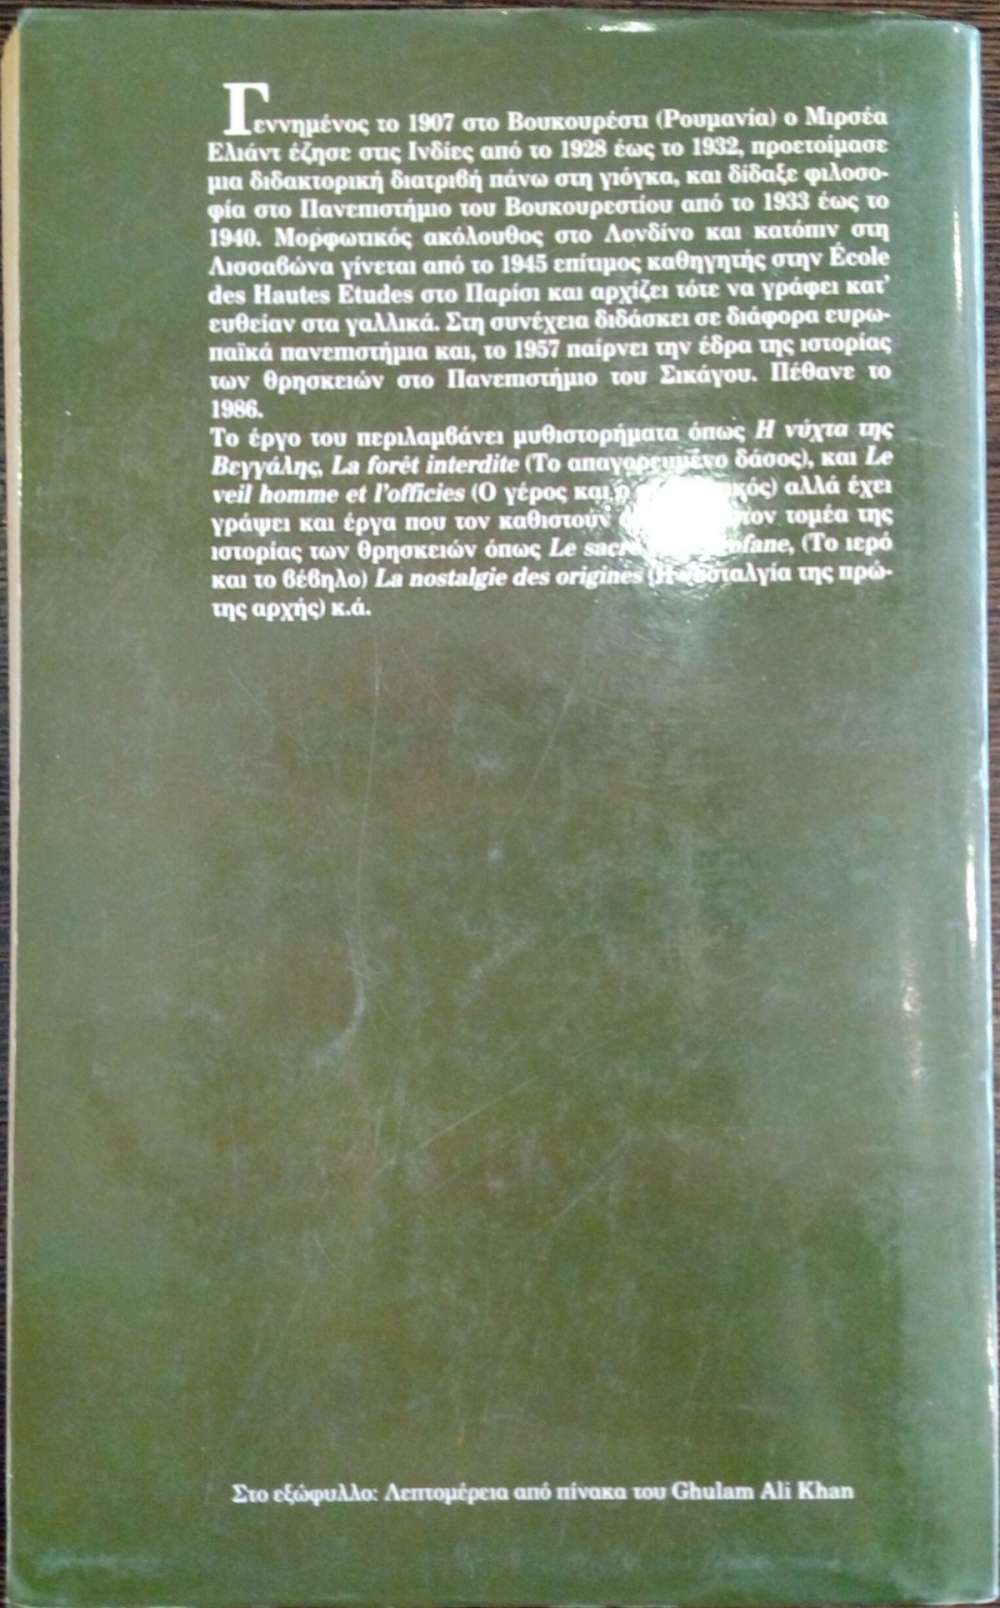 Γεννημένος το 1907 στο Βουκουρέστι (Ρουμανία) ο Μιρσέα
Ελιάντ έζησε στις Ινδίες από το 1928 έως το 1932, προετοίμασε
μια διδακτορική διατριβή πάνω στη γιόγκα, και δίδαξε φιλοσο-
φία στο Πανεπιστήμιο του Βουκουρεστίου από το 1933 έως το
1940. Μορφωτικός ακόλουθος στο Λονδίνο και κατόπιν στη
Λισσαβώνα γίνεται από το 1945 επίτιμος καθηγητής στην École
des Hautes Etudes στο Παρίσι και αρχίζει τότε να γράφει κατ'
ευθείαν στα γαλλικά. Στη συνέχεια διδάσκει σε διάφορα ευρω-
παϊκά πανεπιστήμια και, το 1957 παίρνει την έδρα της ιστορίας
των θρησκειών στο Πανεπιστήμιο του Σικάγου. Πέθανε το
1986.
Το έργο του περιλαμβάνει μυθιστορήματα όπως Η νύχτα της
Βεγγάλης, La forêt interdite (Το απαγορευμένο δάσος), και Le
veil homme et l'officies (Ο γέρος και ο αλλά έχει
γράψει και έργα που τον καθιστούν στον τομέα της
ιστορίας των θρησκειών όπως Le (Το ιερό
και το βέβηλο) La nostalgie des origines (Η νοσταλγία της πρώ-
της αρχής) κ.ά.
Στο εξώφυλλο: Λεπτομέρεια από πίνακα του Ghulam Ali Khan